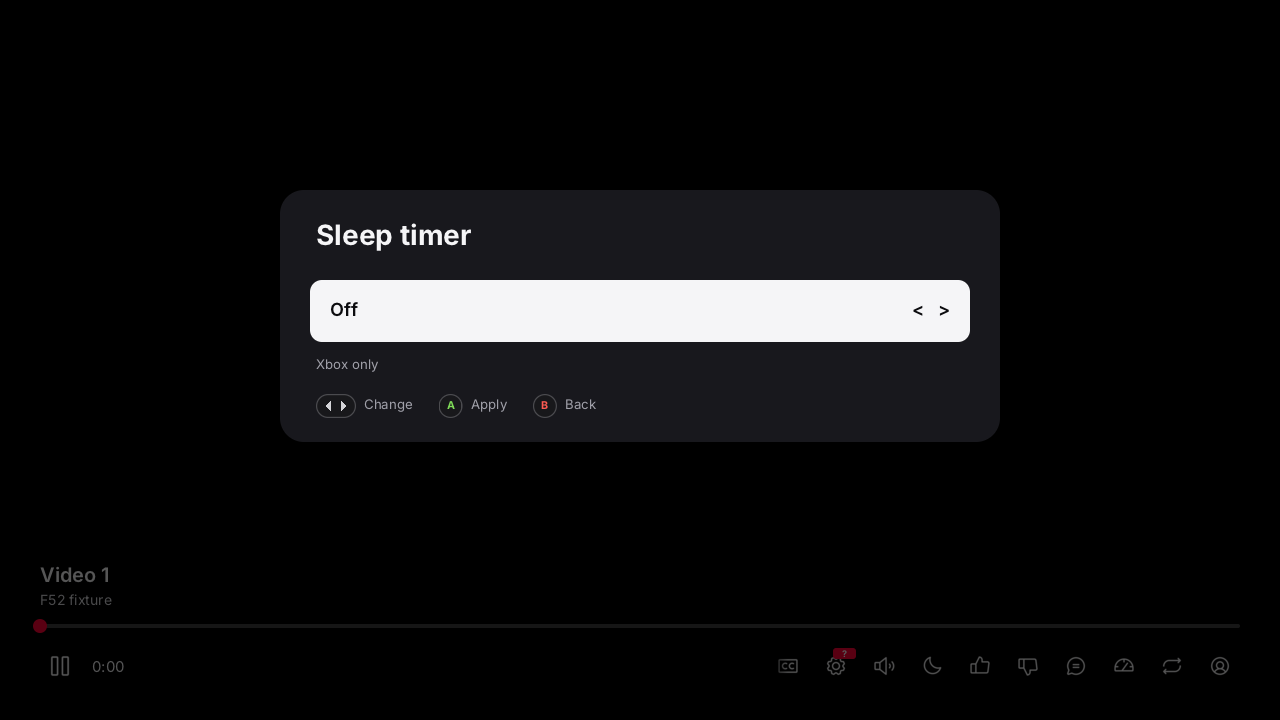 Sleep timer
Off < >
Xbox only
Change A Apply B Back
Video 1
F52 fixture
?
0:00 CC